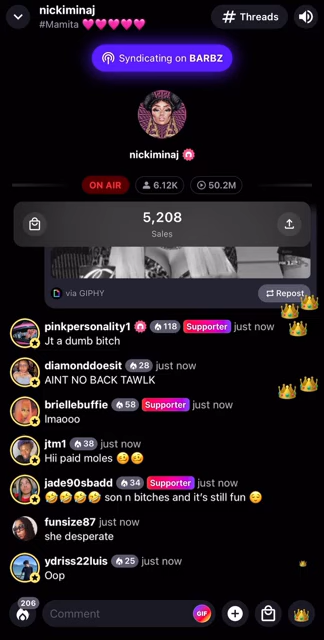 nickiminaj
#Mamita 💖💖💖💖💖
# Threads
Syndicating on BARBZ
nickiminaj
ON AIR
6.12K
50.2M
5,208
Sales
via GIPHY
Repost
pinkpersonality1 118 Supporter just now
Jt a dumb bitch
diamonddoesit 28 just now
AINT NO BACK TAWLK
briellebuffie 58 Supporter just now
lmaooo
jtm1 38 just now
Hii paid moles 🥴🥴
jade90sbadd 34 Supporter just now
🤣🤣🤣🤣 son n bitches and it’s still fun ☺️
funsize87 just now
she desperate
ydriss22luis 25 just now
Oop
206
Comment
GIF